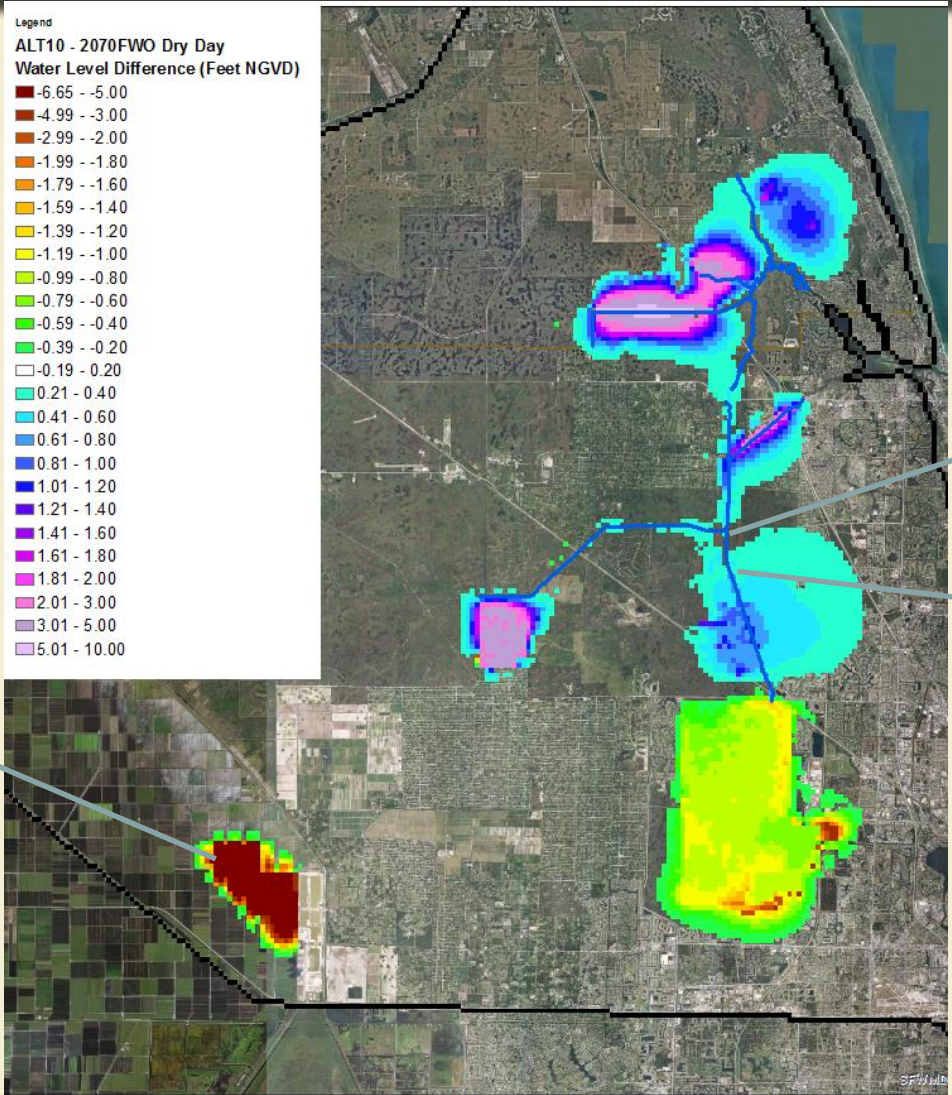 Legend
ALT10 - 2070FWO Dry Day
Water Level Difference (Feet NGVD)
-6.65 - -5.00
-4.99 - -3.00
-2.99 - -2.00
-1.99 - -1.80
-1.79 - -1.60
-1.59 - -1.40
-1.39 - -1.20
-1.19 - -1.00
-0.99 - -0.80
-0.79 - -0.60
-0.59 - -0.40
-0.39 - -0.20
-0.19 - 0.20
0.21 - 0.40
0.41 - 0.60
0.61 - 0.80
0.81 - 1.00
1.01 - 1.20
1.21 - 1.40
1.41 - 1.60
1.61 - 1.80
1.81 - 2.00
2.01 - 3.00
3.01 - 5.00
5.01 - 10.00
SFWMD